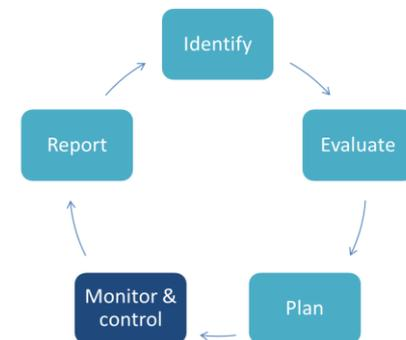 Identify
Evaluate
Plan
Monitor &
control
Report